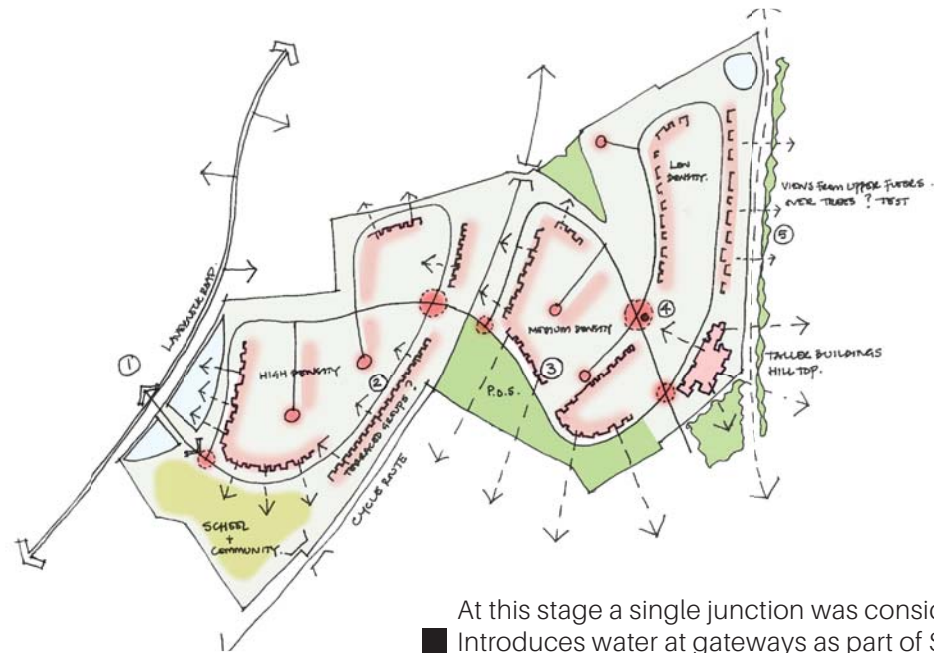 LOW
DENSITY.
VIEWS FROM UPPER FLOORS.
OVER TREES ? TEST
5
LAVERNOCK ROAD
1
4
MEDIUM DENSITY
TALLER BUILDINGS
HILL TOP.
HIGH DENSITY
2
3
P.O.S.
TERRACED GROUPS ?
CYCLE ROUTE
SCHOOL
+
COMMUNITY.
At this stage a single junction was consid
Introduces water at gateways as part of S